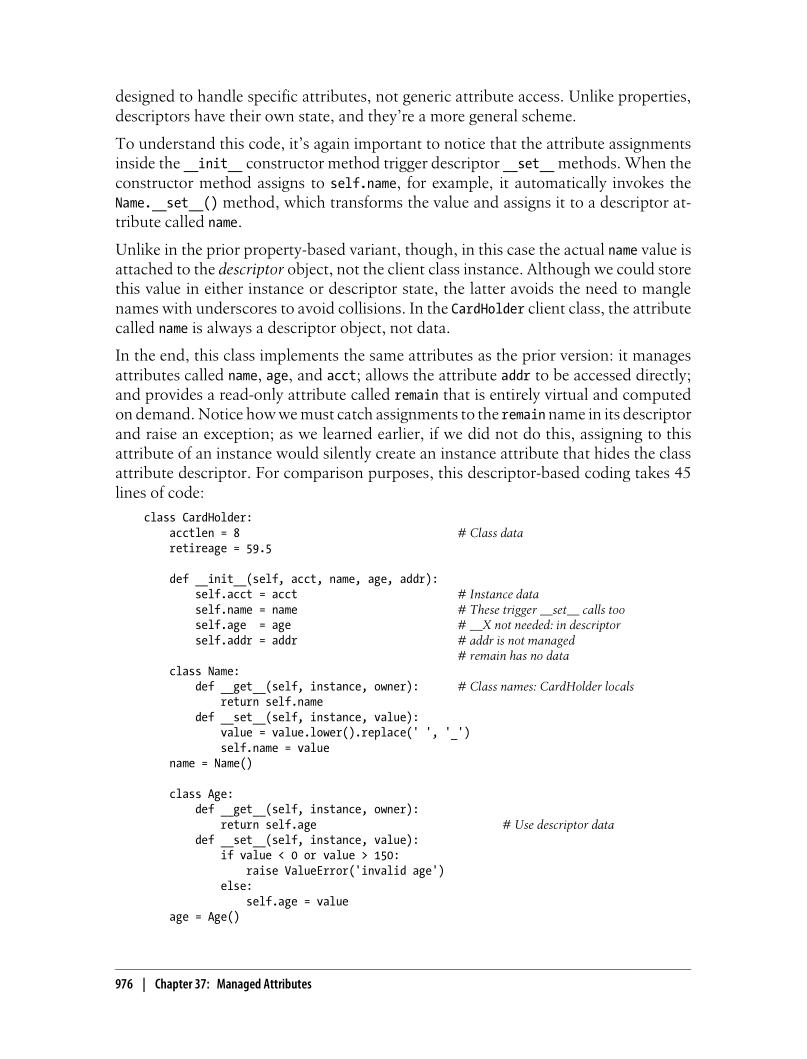 designed to handle specific attributes, not generic attribute access. Unlike properties,
descriptors have their own state, and they're a more general scheme.
To understand this code, it's again important to notice that the attribute assignments
inside the __init__ constructor method trigger descriptor __set__ methods. When the
constructor method assigns to self.name, for example, it automatically invokes the
Name.__set__() method, which transforms the value and assigns it to a descriptor at-
tribute called name.
Unlike in the prior property-based variant, though, in this case the actual name value is
attached to the descriptor object, not the client class instance. Although we could store
this value in either instance or descriptor state, the latter avoids the need to mangle
names with underscores to avoid collisions. In the CardHolder client class, the attribute
called name is always a descriptor object, not data.
In the end, this class implements the same attributes as the prior version: it manages
attributes called name, age, and acct; allows the attribute addr to be accessed directly;
and provides a read-only attribute called remain that is entirely virtual and computed
on demand. Notice how we must catch assignments to the remain name in its descriptor
and raise an exception; as we learned earlier, if we did not do this, assigning to this
attribute of an instance would silently create an instance attribute that hides the class
attribute descriptor. For comparison purposes, this descriptor-based coding takes 45
lines of code:
class CardHolder:
    acctlen = 8                                  # Class data
    retireage = 59.5
    def __init__(self, acct, name, age, addr):
        self.acct = acct                         # Instance data
        self.name = name                         # These trigger __set__ calls too
        self.age  = age                          # __X not needed: in descriptor
        self.addr = addr                         # addr is not managed
                                                 # remain has no data
    class Name:
        def __get__(self, instance, owner):      # Class names: CardHolder locals
            return self.name
        def __set__(self, instance, value):
            value = value.lower().replace(' ', '_')
            self.name = value
    name = Name()
    class Age:
        def __get__(self, instance, owner):
            return self.age                             # Use descriptor data
        def __set__(self, instance, value):
            if value < 0 or value > 150:
                raise ValueError('invalid age')
            else:
                self.age = value
    age = Age()
976 | Chapter 37: Managed Attributes